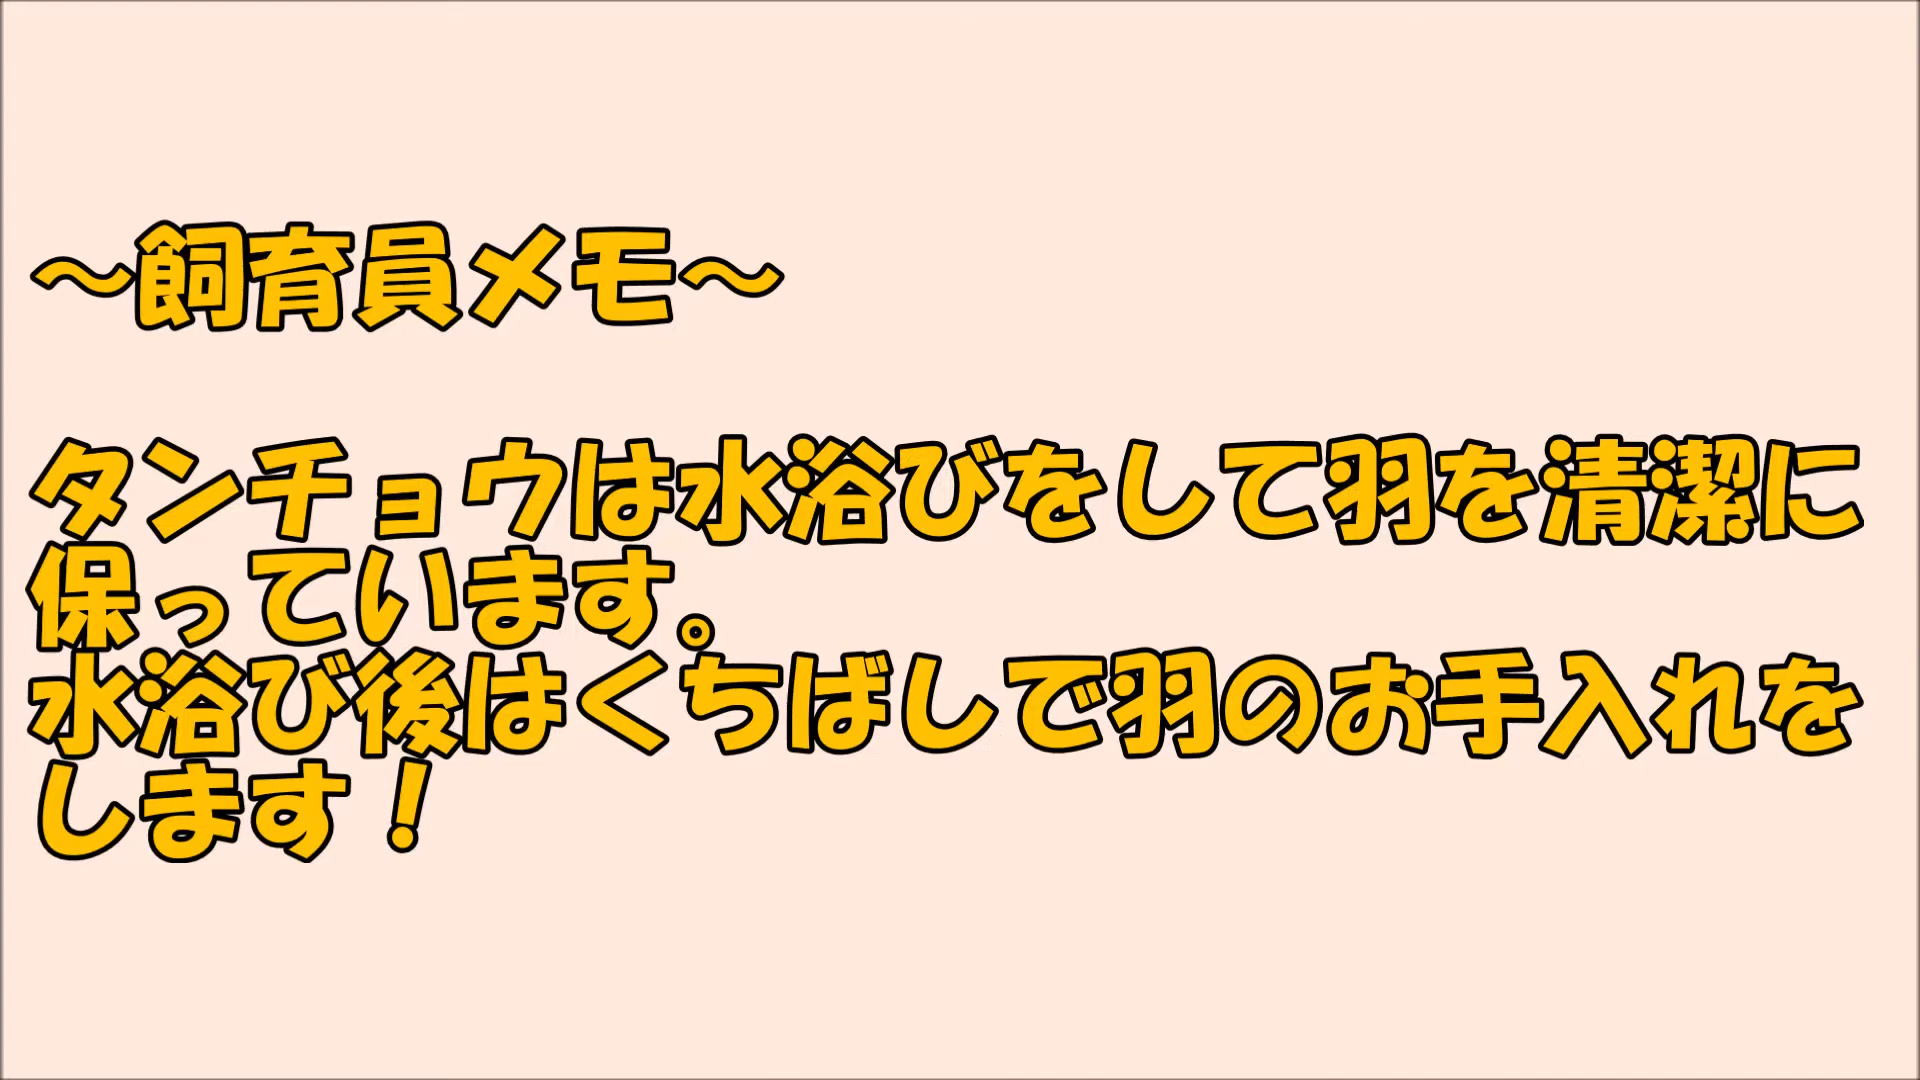 ～飼育員メモ～
タンチョウは水浴びをして羽を清潔に
保っています。
水浴び後はくちばしで羽のお手入れを
します！